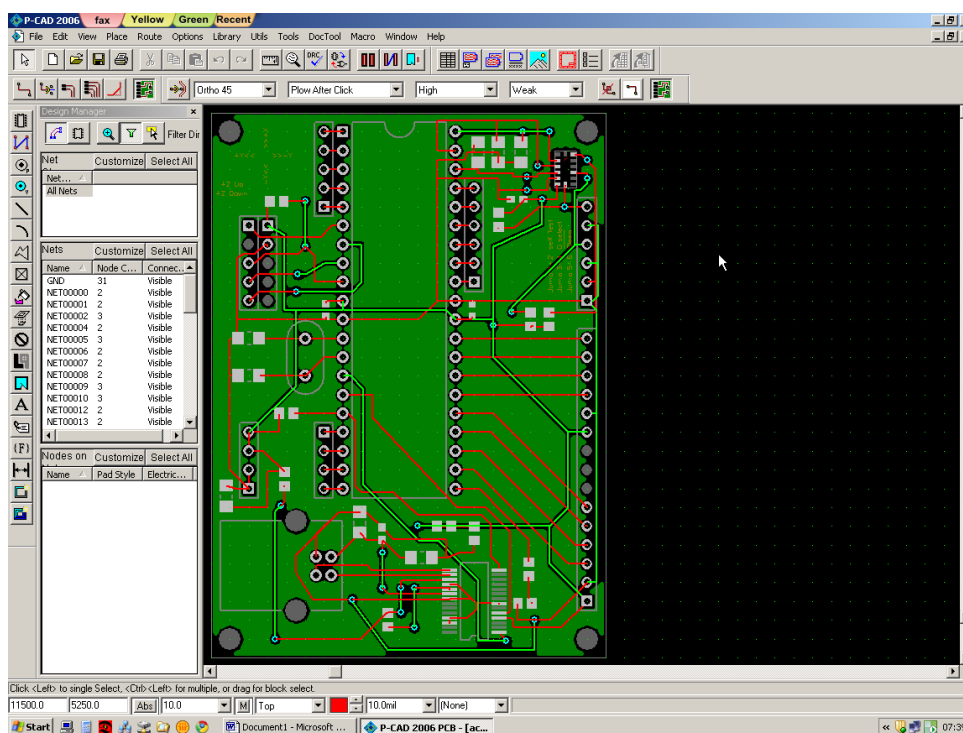 P-CAD 2006 fax Yellow Green Recent
File Edit View Place Route Options Library Utils Tools DocTool Macro Window Help
DRC
Ortho 45 Plow After Click High Weak
Design Manager
Filter Dir
Net Customize Select All
Net...
All Nets
Nets Customize Select All
Name Node C... Connec...
GND 31 Visible
NET00000 2 Visible
NET00001 2 Visible
NET00002 3 Visible
NET00004 2 Visible
NET00005 3 Visible
NET00006 2 Visible
NET00007 2 Visible
NET00008 2 Visible
NET00009 3 Visible
NET00010 3 Visible
NET00012 2 Visible
NET00013 2 Visible
Nodes on Customize Select All
Name Pad Style Electric...
+Z Up
+Z Down
A
{F}
Click <Left> to single Select, <Ctrl><Left> for multiple, or drag for block select.
11500.0 5250.0 Abs 10.0 M Top 10.0mil (None)
Start Document1 - Microsoft ... P-CAD 2006 PCB - [ac... 07:39